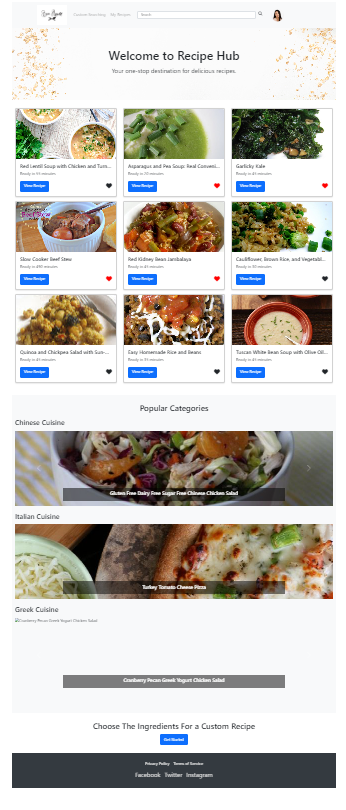 Custom Searching
My Recipes
Search
Welcome to Recipe Hub
Your one-stop destination for delicious recipes.
Red Lentil Soup with Chicken and Turn...
Ready in 55 minutes
View Recipe
Asparagus and Pea Soup: Real Conveni...
Ready in 20 minutes
View Recipe
Garlicky Kale
Ready in 45 minutes
View Recipe
Slow Cooker Beef Stew
Ready in 490 minutes
View Recipe
Red Kidney Bean Jambalaya
Ready in 45 minutes
View Recipe
Cauliflower, Brown Rice, and Vegetabl...
Ready in 30 minutes
View Recipe
Quinoa and Chickpea Salad with Sun-...
Ready in 45 minutes
View Recipe
Easy Homemade Rice and Beans
Ready in 35 minutes
View Recipe
Tuscan White Bean Soup with Olive Oil...
Ready in 45 minutes
View Recipe
Popular Categories
Chinese Cuisine
Gluten Free Dairy Free Sugar Free Chinese Chicken Salad
Italian Cuisine
Turkey Tomato Cheese Pizza
Greek Cuisine
Cranberry Pecan Greek Yogurt Chicken Salad
Cranberry Pecan Greek Yogurt Chicken Salad
Choose The Ingredients For a Custom Recipe
Get Started
Privacy Policy Terms of Service
Facebook Twitter Instagram